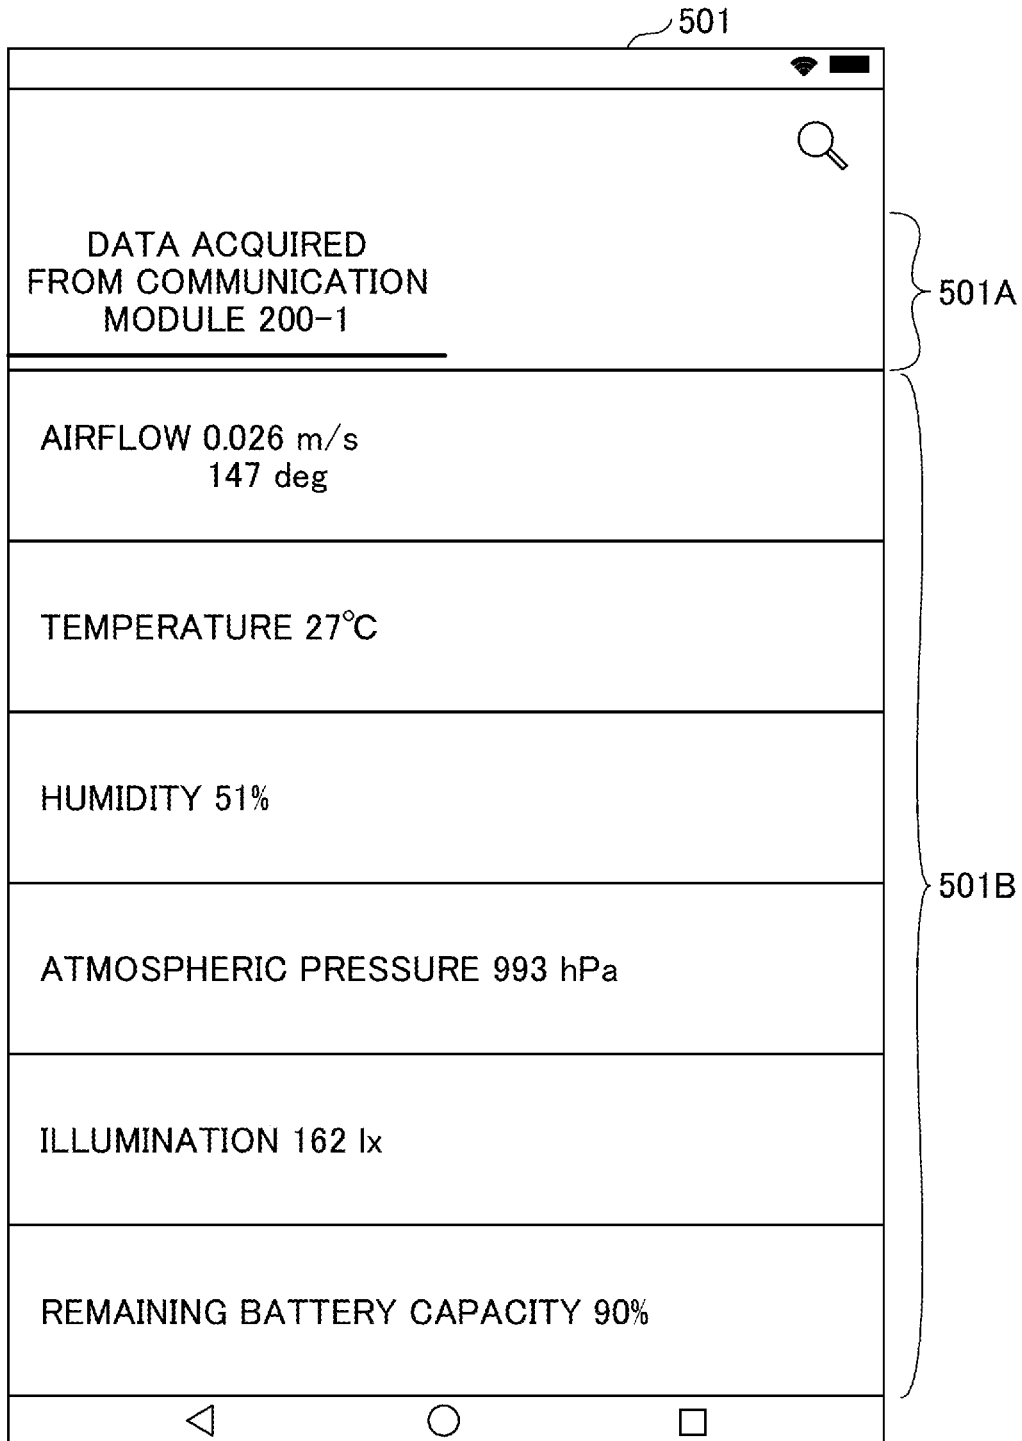 501
DATA ACQUIRED
FROM COMMUNICATION
MODULE 200-1
501A
AIRFLOW 0.026 m/s
147 deg
TEMPERATURE 27℃
HUMIDITY 51%
501B
ATMOSPHERIC PRESSURE 993 hPa
ILLUMINATION 162 lx
REMAINING BATTERY CAPACITY 90%